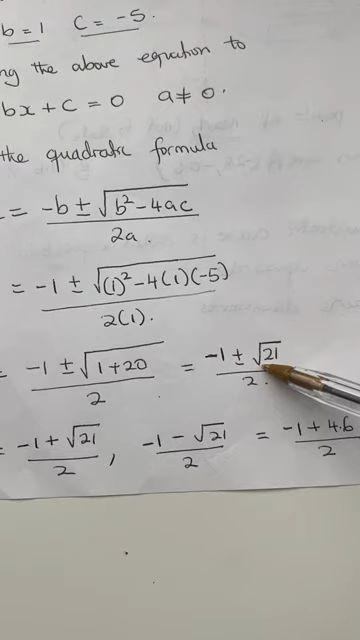 b = 1 c = -5.
ng the above equation to
bx + c = 0 a ≠ 0.
the quadratic formula
= -b ± √b² - 4ac / 2a.
= -1 ± √(1)² - 4(1)(-5) / 2(1).
= -1 ± √1 + 20 / 2 = -1 ± √21 / 2.
= -1 + √21 / 2 , -1 - √21 / 2 = -1 + 4.6 / 2